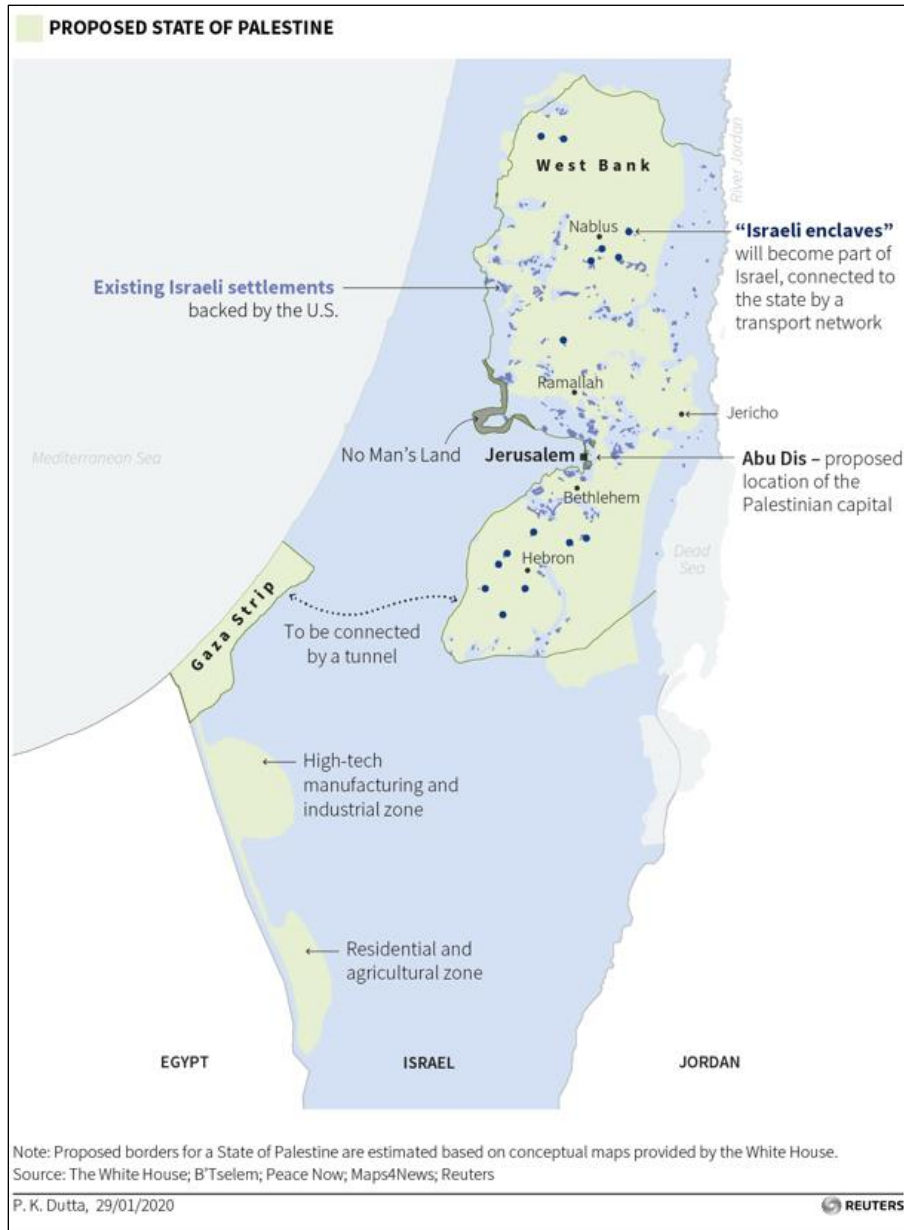 PROPOSED STATE OF PALESTINE
West Bank
River Jordan
Nablus
“Israeli enclaves”
will become part of
Israel, connected to
the state by a
transport network
Existing Israeli settlements
backed by the U.S.
Ramallah
Jericho
No Man’s Land
Mediterranean Sea
Jerusalem
Abu Dis – proposed
location of the
Palestinian capital
Bethlehem
Dead
Sea
Hebron
Gaza Strip
To be connected
by a tunnel
High-tech
manufacturing and
industrial zone
Residential and
agricultural zone
EGYPT
ISRAEL
JORDAN
Note: Proposed borders for a State of Palestine are estimated based on conceptual maps provided by the White House.
Source: The White House; B’Tselem; Peace Now; Maps4News; Reuters
P. K. Dutta, 29/01/2020
REUTERS